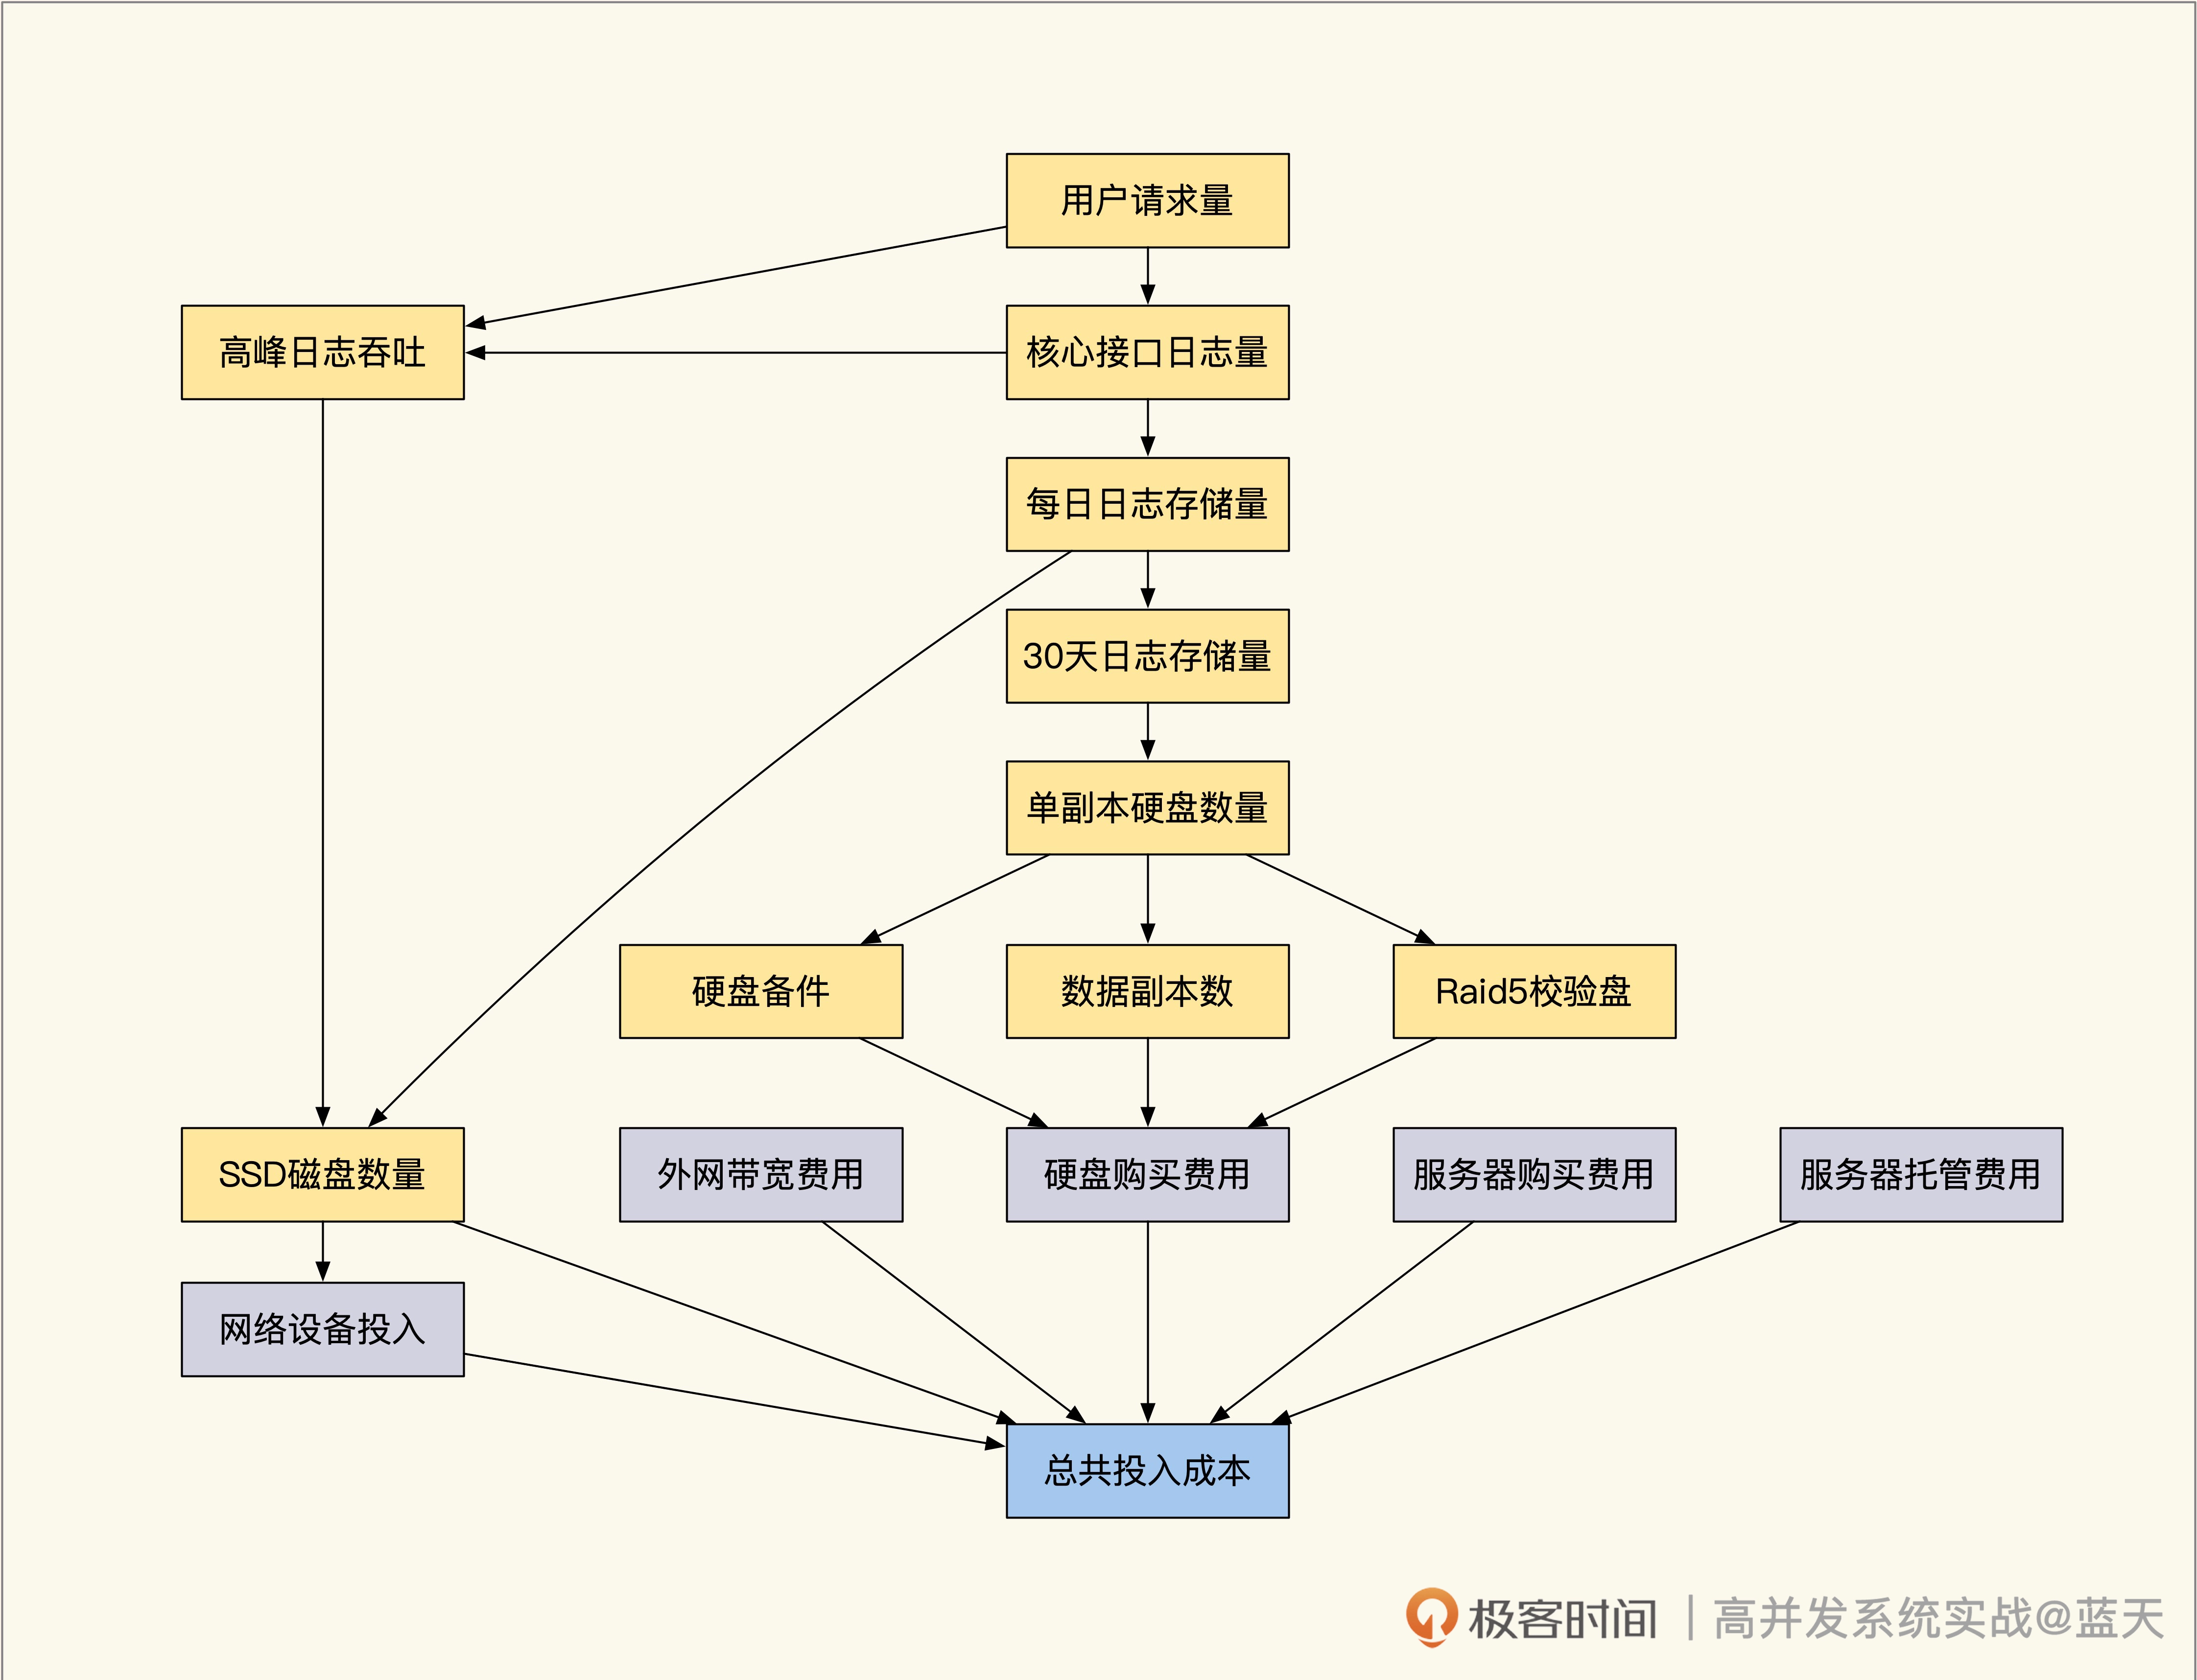 用户请求量
高峰日志吞吐
核心接口日志量
每日日志存储量
30天日志存储量
单副本硬盘数量
硬盘备件
数据副本数
Raid5校验盘
SSD磁盘数量
外网带宽费用
硬盘购买费用
服务器购买费用
服务器托管费用
网络设备投入
总共投入成本
极客时间 | 高并发系统实战@蓝天